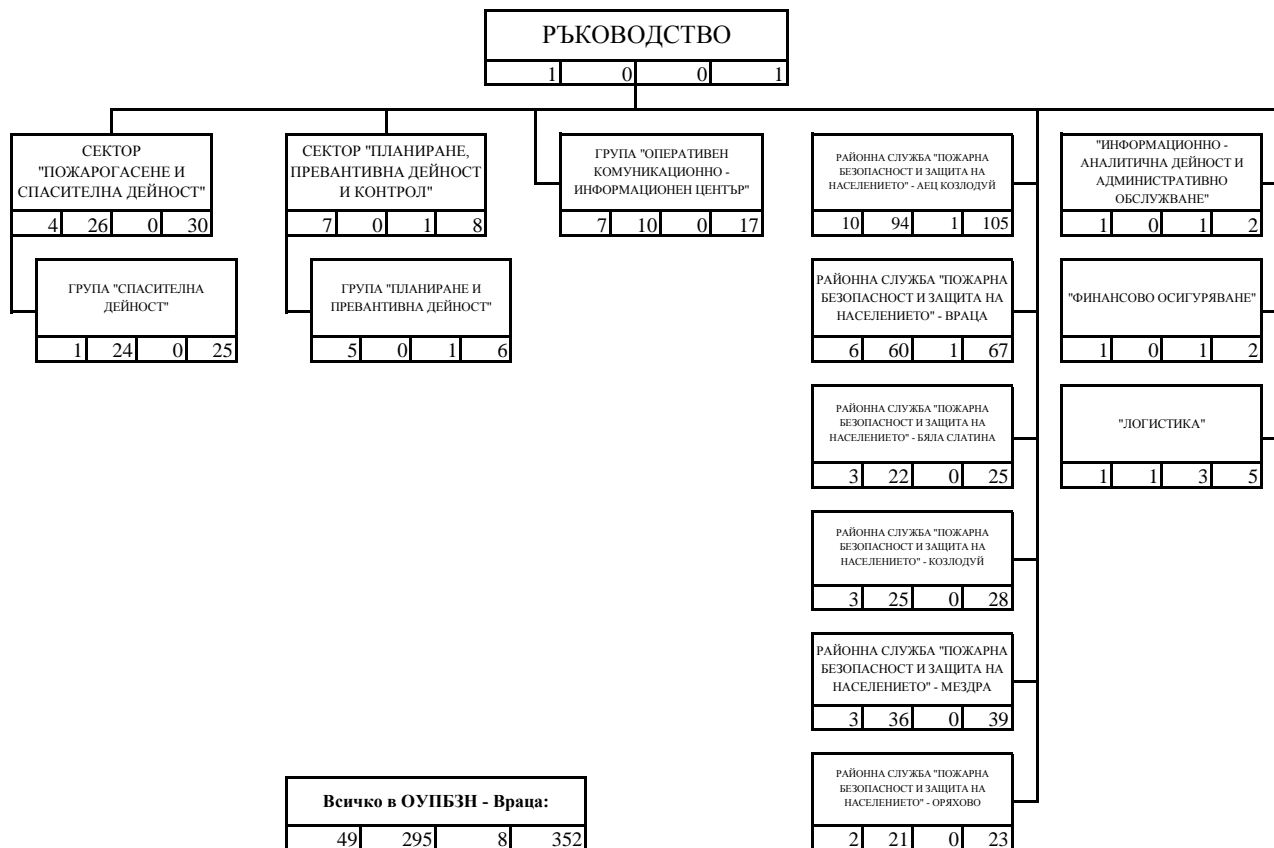 РЪКОВОДСТВО
1 0 0 1
СЕКТОР
"ПОЖАРОГАСЕНЕ И
СПАСИТЕЛНА ДЕЙНОСТ"
4 26 0 30
ГРУПА "СПАСИТЕЛНА
ДЕЙНОСТ"
1 24 0 25
СЕКТОР "ПЛАНИРАНЕ,
ПРЕВАНТИВНА ДЕЙНОСТ
И КОНТРОЛ"
7 0 1 8
ГРУПА "ПЛАНИРАНЕ И
ПРЕВАНТИВНА ДЕЙНОСТ"
5 0 1 6
ГРУПА "ОПЕРАТИВЕН
КОМУНИКАЦИОННО -
ИНФОРМАЦИОНЕН ЦЕНТЪР"
7 10 0 17
РАЙОННА СЛУЖБА "ПОЖАРНА
БЕЗОПАСНОСТ И ЗАЩИТА НА
НАСЕЛЕНИЕТО" - АЕЦ КОЗЛОДУЙ
10 94 1 105
РАЙОННА СЛУЖБА "ПОЖАРНА
БЕЗОПАСНОСТ И ЗАЩИТА НА
НАСЕЛЕНИЕТО" - ВРАЦА
6 60 1 67
РАЙОННА СЛУЖБА "ПОЖАРНА
БЕЗОПАСНОСТ И ЗАЩИТА НА
НАСЕЛЕНИЕТО" - БЯЛА СЛАТИНА
3 22 0 25
РАЙОННА СЛУЖБА "ПОЖАРНА
БЕЗОПАСНОСТ И ЗАЩИТА НА
НАСЕЛЕНИЕТО" - КОЗЛОДУЙ
3 25 0 28
РАЙОННА СЛУЖБА "ПОЖАРНА
БЕЗОПАСНОСТ И ЗАЩИТА НА
НАСЕЛЕНИЕТО" - МЕЗДРА
3 36 0 39
РАЙОННА СЛУЖБА "ПОЖАРНА
БЕЗОПАСНОСТ И ЗАЩИТА НА
НАСЕЛЕНИЕТО" - ОРЯХОВО
2 21 0 23
"ИНФОРМАЦИОННО -
АНАЛИТИЧНА ДЕЙНОСТ И
АДМИНИСТРАТИВНО
ОБСЛУЖВАНЕ"
1 0 1 2
"ФИНАНСОВО ОСИГУРЯВАНЕ"
1 0 1 2
"ЛОГИСТИКА"
1 1 3 5
Всичко в ОУПБЗН - Враца:
49 295 8 352